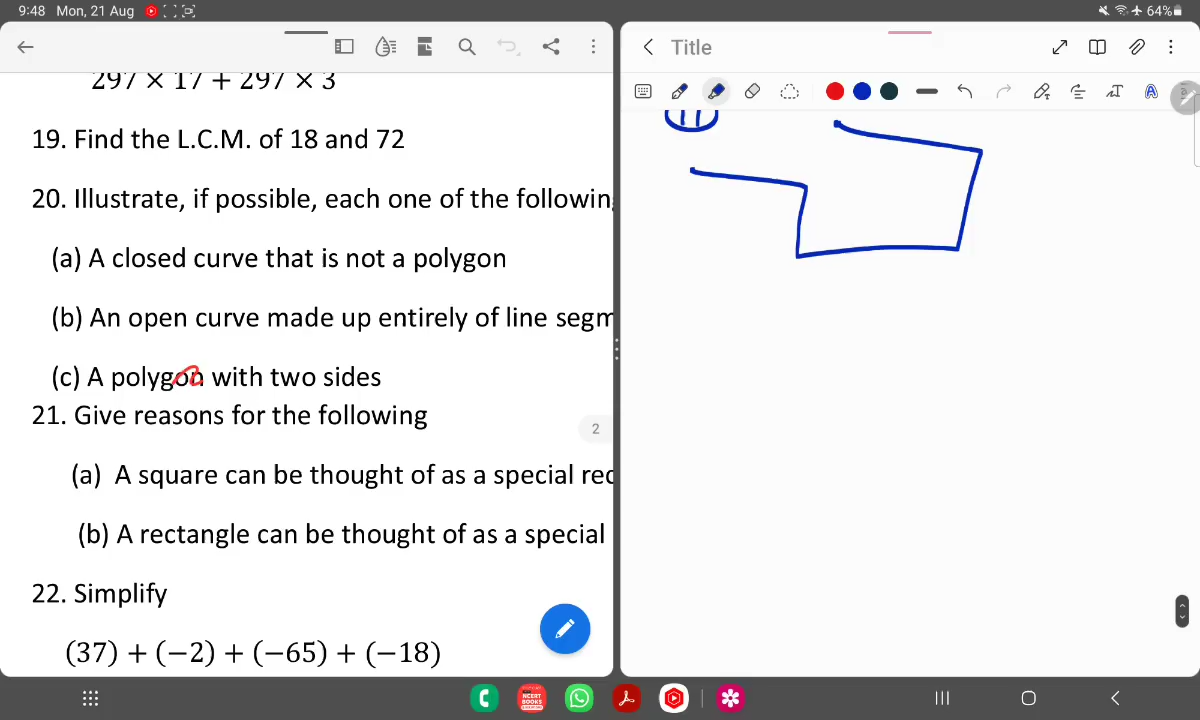 9:48 Mon, 21 Aug
64%
297 × 17 + 297 × 3
19. Find the L.C.M. of 18 and 72
20. Illustrate, if possible, each one of the followin
(a) A closed curve that is not a polygon
(b) An open curve made up entirely of line segm
(c) A polygon with two sides
21. Give reasons for the following
2
(a) A square can be thought of as a special rec
(b) A rectangle can be thought of as a special
22. Simplify
(37) + (−2) + (−65) + (−18)
Title
NCERT
BOOKS